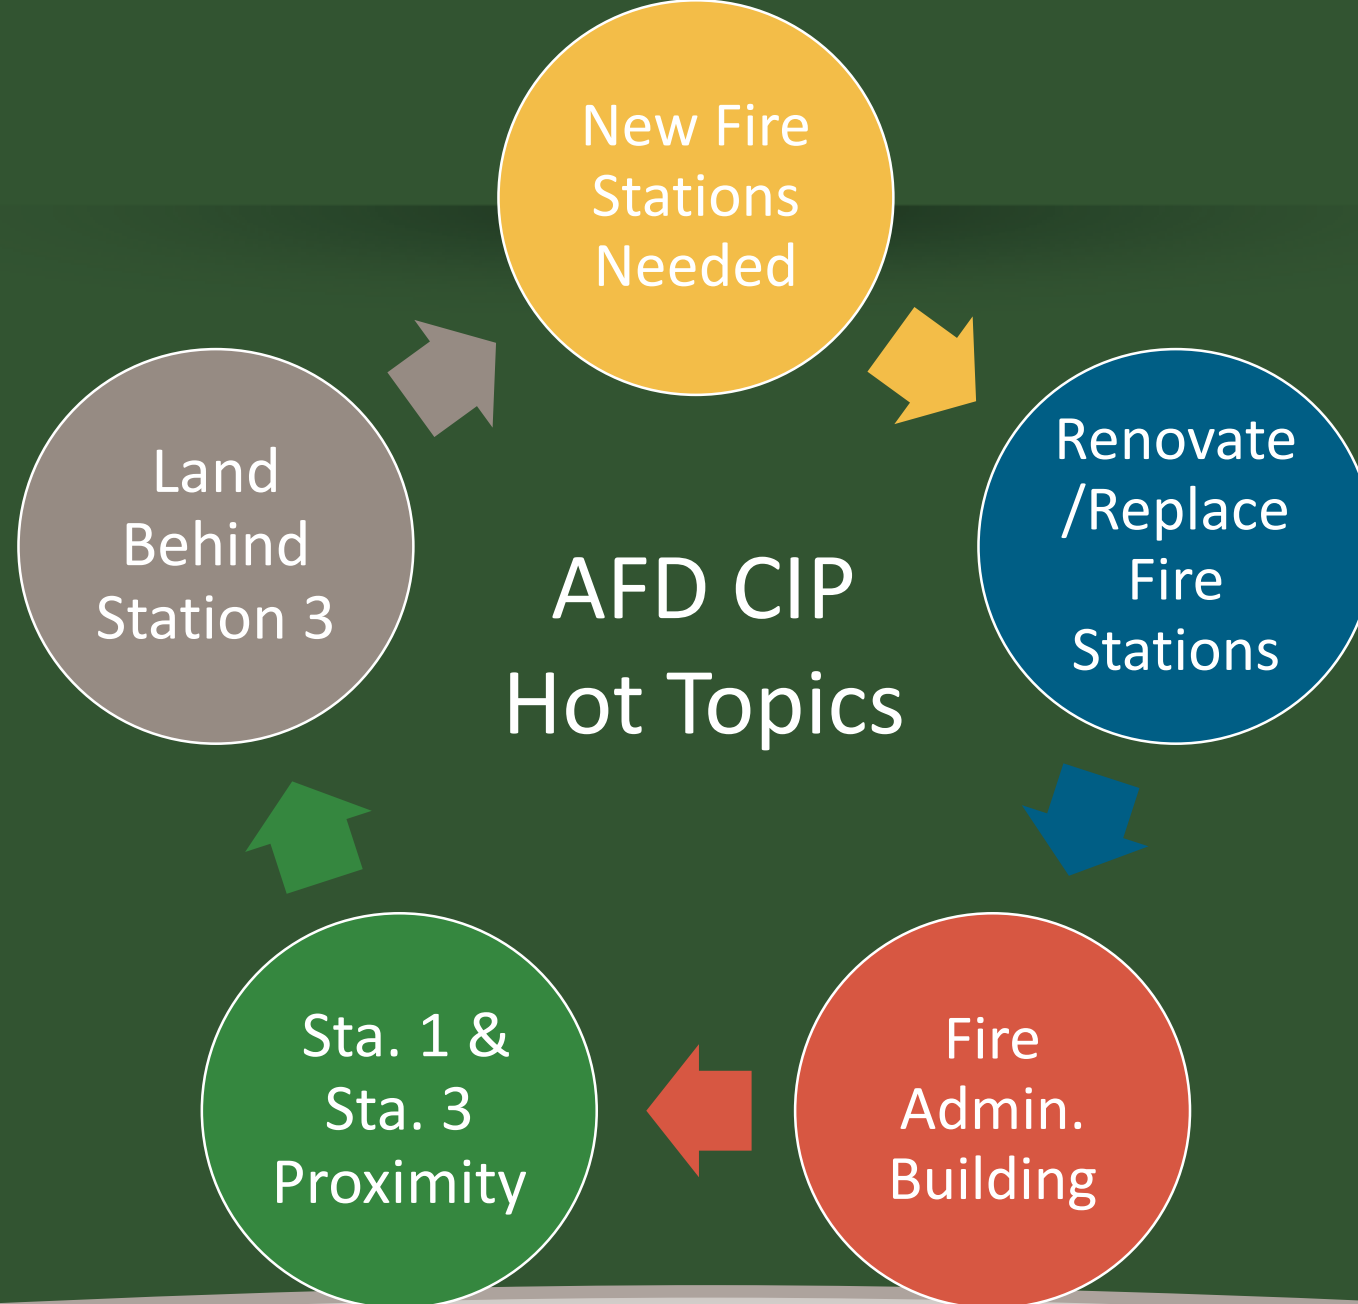 New Fire
Stations
Needed
Renovate
/Replace
Fire
Stations
Fire
Admin.
Building
Sta. 1 &
Sta. 3
Proximity
Land
Behind
Station 3
AFD CIP
Hot Topics